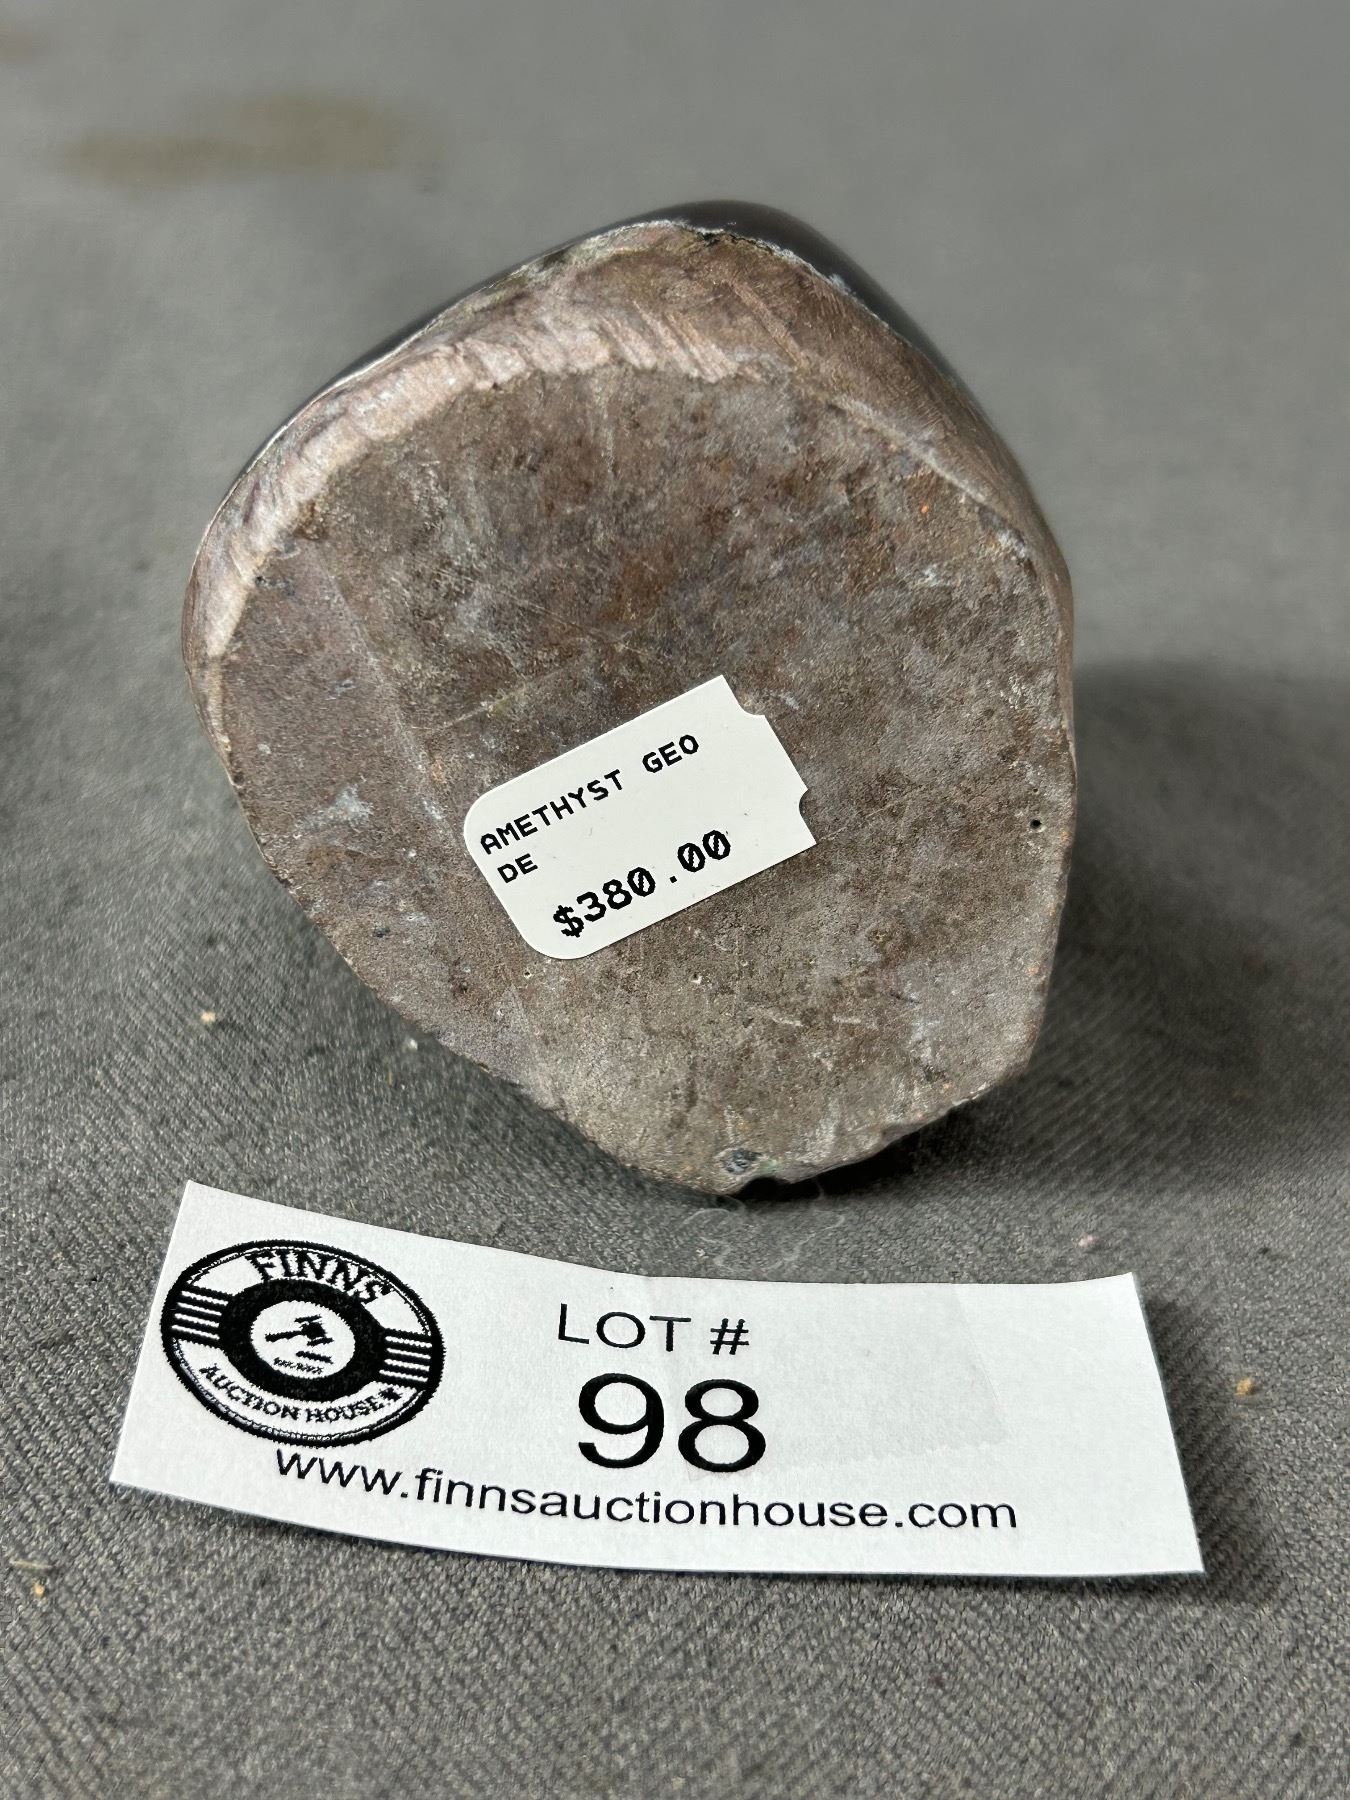 AMETHYST GEO
DE
$380.00
FINNS
AUCTION HOUSE
LOT #
98
www.finnsauctionhouse.com